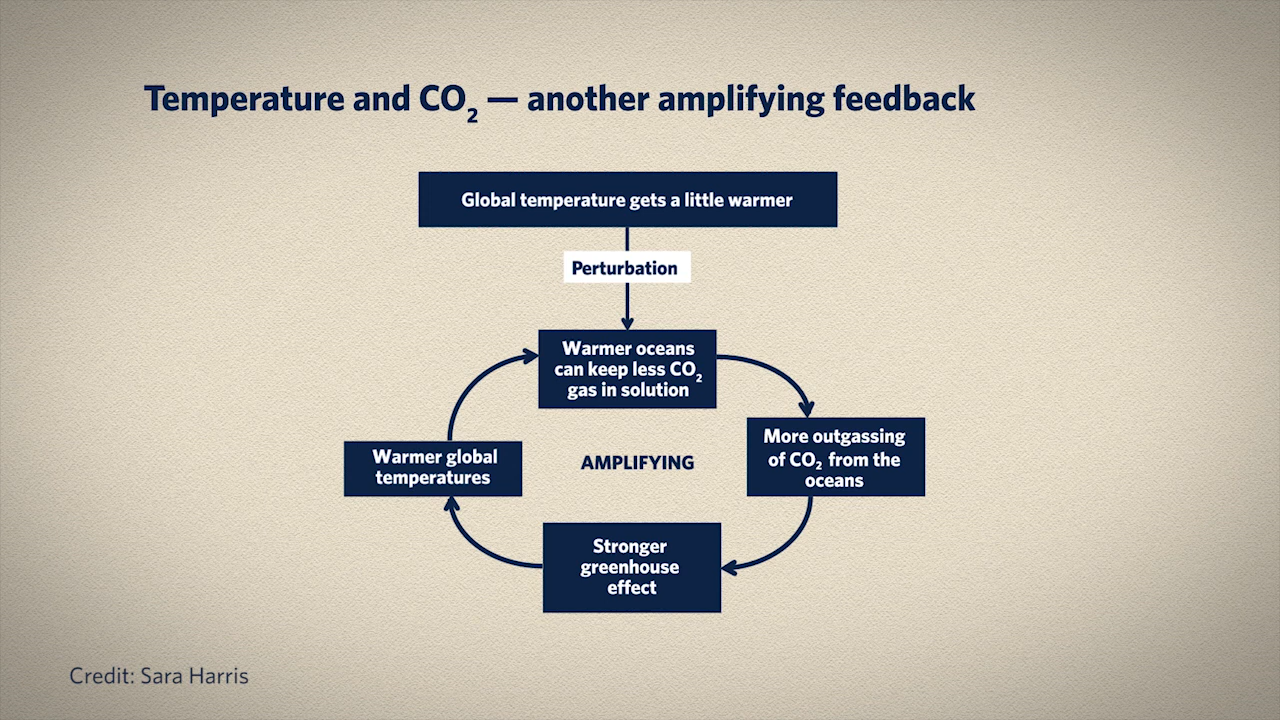 Temperature and CO₂ — another amplifying feedback
Global temperature gets a little warmer
Perturbation
Warmer oceans
can keep less CO₂
gas in solution
More outgassing
of CO₂ from the
oceans
Warmer global
temperatures
AMPLIFYING
Stronger
greenhouse
effect
Credit: Sara Harris